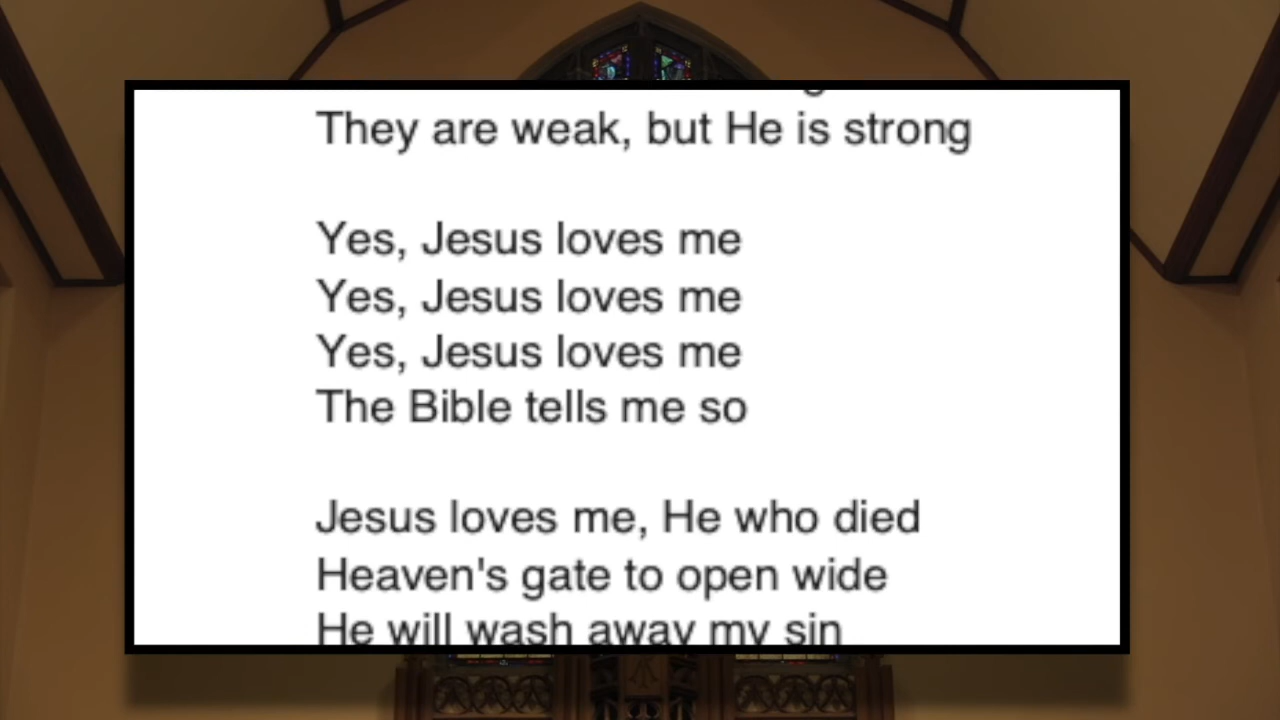 They are weak, but He is strong
Yes, Jesus loves me
Yes, Jesus loves me
Yes, Jesus loves me
The Bible tells me so
Jesus loves me, He who died
Heaven's gate to open wide
He will wash away my sin